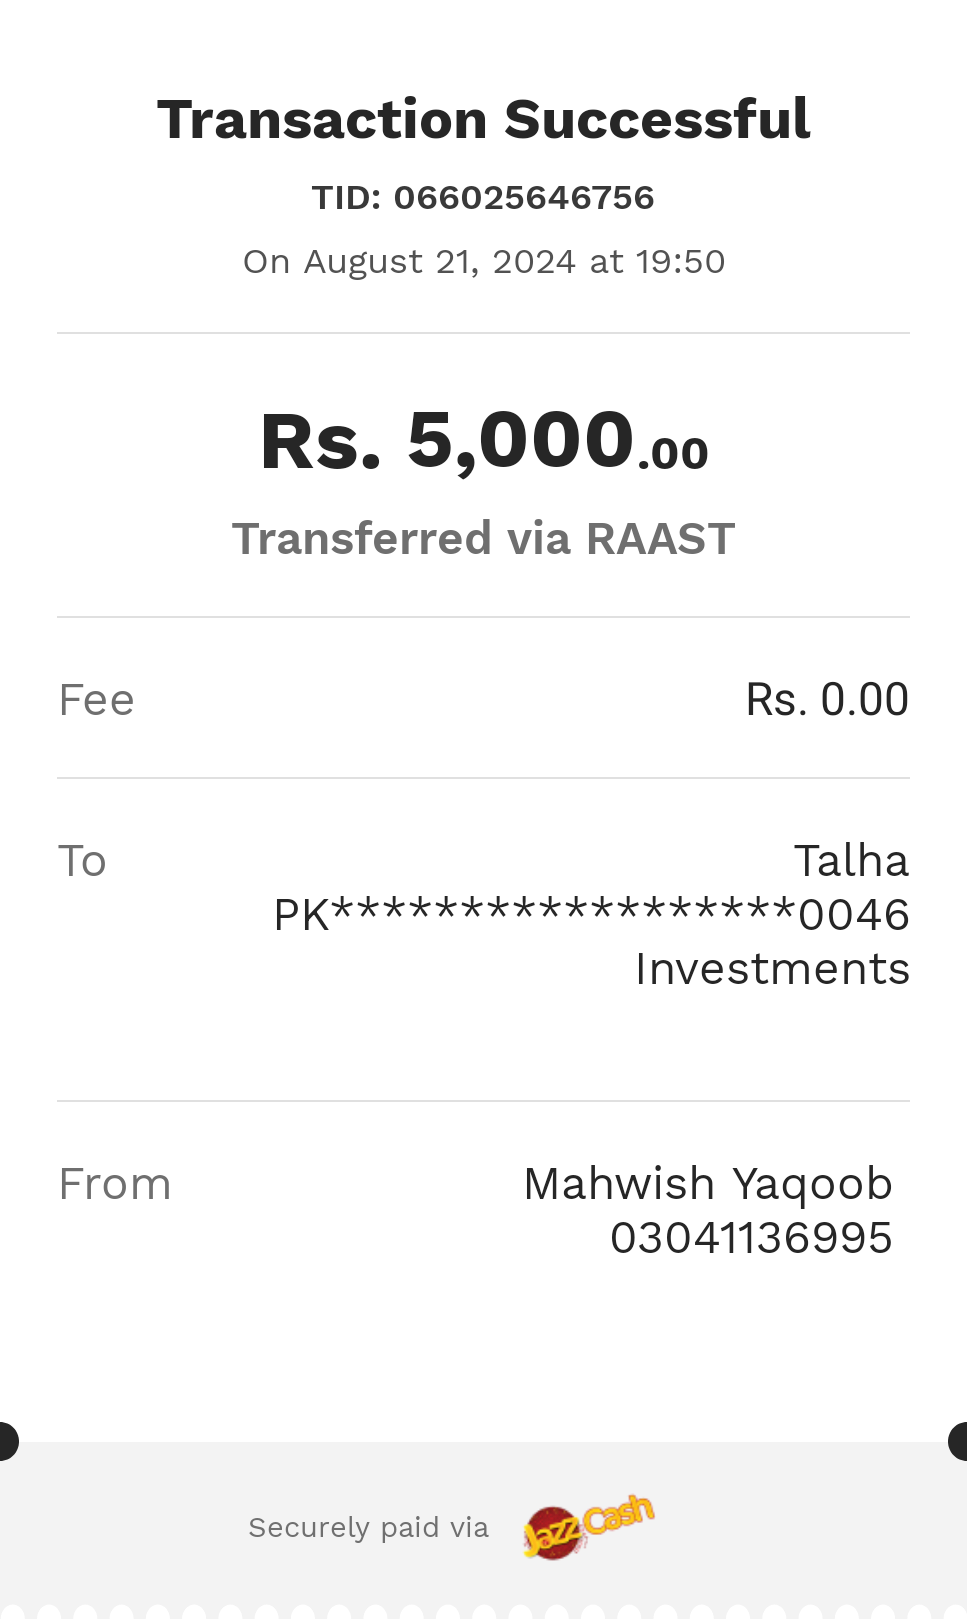 Transaction Successful
TID: 066025646756
On August 21, 2024 at 19:50
Rs. 5,000.00
Transferred via RAAST
Fee Rs. 0.00
To Talha
PK******************0046
Investments
From Mahwish Yaqoob
03041136995
Securely paid via JazzCash